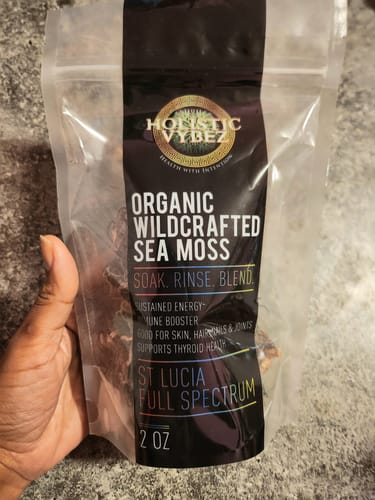 HOLISTIC
VYBEZ
HEALTH WITH INTENTION
ORGANIC
WILDCRAFTED
SEA MOSS
SOAK. RINSE. BLEND.
SUSTAINED ENERGY-
IMMUNE BOOSTER
GOOD FOR SKIN, HAIR, NAILS & JOINTS
SUPPORTS THYROID HEALTH
ST LUCIA
FULL SPECTRUM
2 OZ